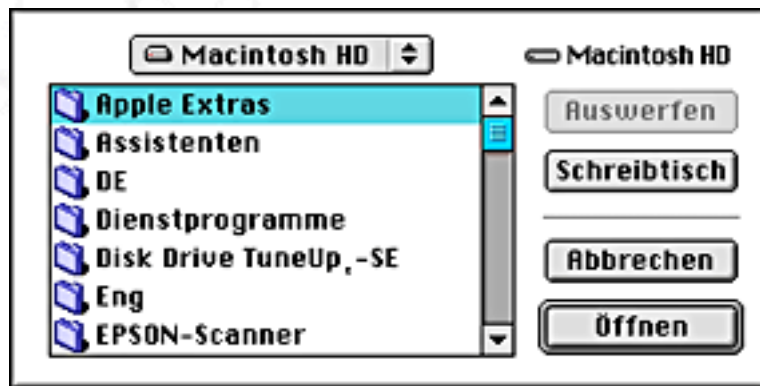 Macintosh HD
Macintosh HD
Apple Extras
Assistenten
DE
Dienstprogramme
Disk Drive TuneUp‚-SE
Eng
EPSON-Scanner
Auswerfen
Schreibtisch
Abbrechen
Öffnen